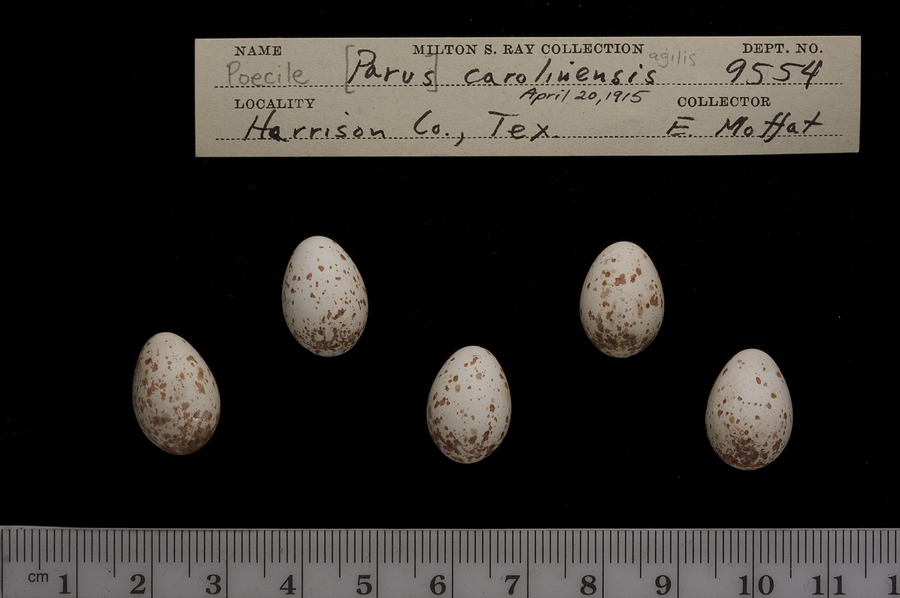 NAME MILTON S. RAY COLLECTION DEPT. NO.
Poecile [Parus] carolinensis agilis 9554
April 20, 1915
LOCALITY COLLECTOR
Harrison Co., Tex. E. Moffat
cm 1 2 3 4 5 6 7 8 9 10 11 1